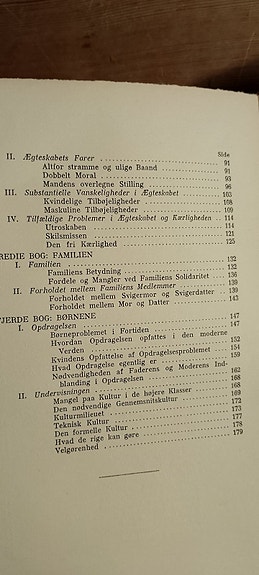 Side
II. Ægteskabets Farer ........ 91
Altfor stramme og ulige Baand ........ 91
Dobbelt Moral ........ 93
Mandens overlegne Stilling ........ 96
III. Substantielle Vanskeligheder i Ægteskabet ........ 103
Kvindelige Tilbøjeligheder ........ 108
Maskuline Tilbøjeligheder ........ 109
IV. Tilfældige Problemer i Ægteskabet og Kærligheden ........ 114
Utroskaben ........ 114
Skilsmissen ........ 121
Den fri Kærlighed ........ 125
REDIE BOG: FAMILIEN ........ 132
I. Familien ........ 132
Familiens Betydning ........ 132
Fordele og Mangler ved Familiens Solidaritet ........ 136
II. Forholdet mellem Familiens Medlemmer ........ 139
Forholdet mellem Svigermor og Svigerdatter ........ 139
Forholdet mellem Mor og Datter ........ 143
JERDE BOG: BØRNENE ........ 147
I. Opdragelsen ........ 147
Børneproblemet i Fortiden ........ 147
Hvordan Opdragelsen opfattes i den moderne
Verden ........ 152
Kvindens Opfattelse af Opdragelsesproblemet ........ 154
Hvad Opdragelse egentlig er ........ 159
Nødvendigheden af Faderens og Moderens Ind-
blanding i Opdragelsen ........ 162
II. Undervisningen ........ 168
Mangel paa Kultur i de højere Klasser ........ 168
Den nødvendige Gennemsnitskultur ........ 169
Kulturmilieuet ........ 172
Teknisk Kultur ........ 173
Den formelle Kultur ........ 177
Hvad de rige kan gøre ........ 178
Velgørenhed ........ 179